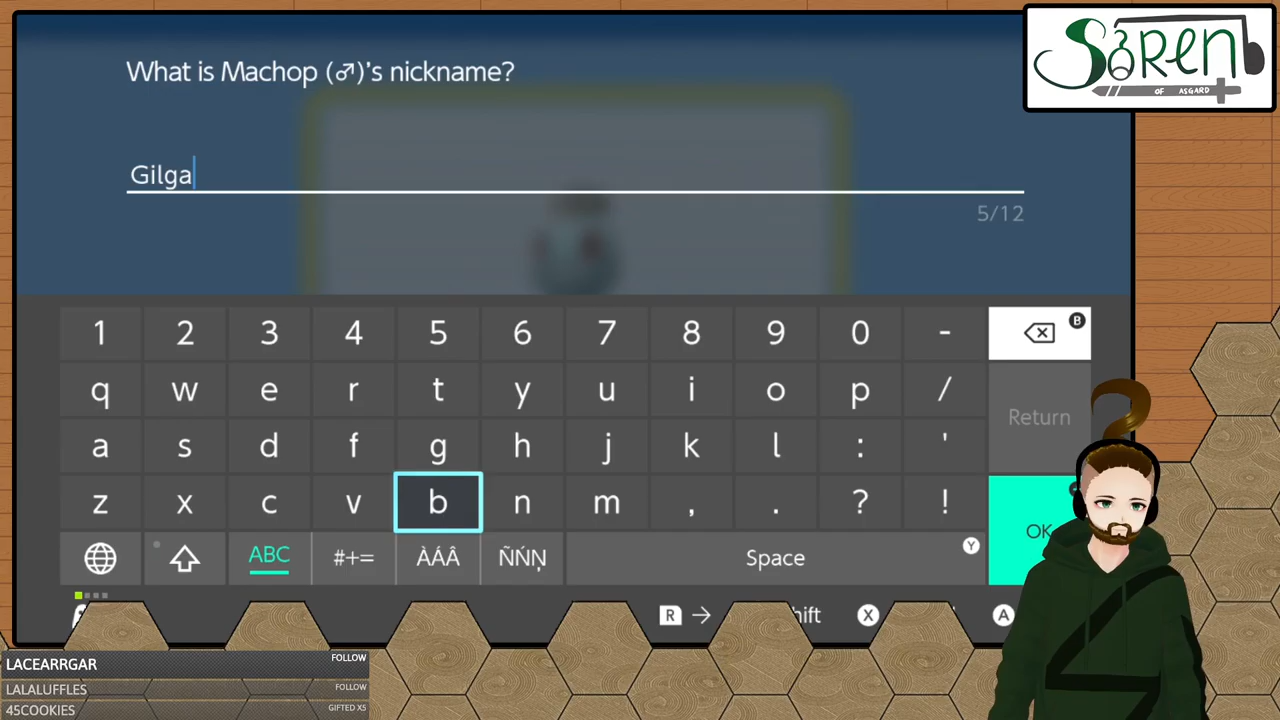 SōREN
OF ASGARD
What is Machop (♂)'s nickname?
Gilga
5/12
1 2 3 4 5 6 7 8 9 0 -
B
q w e r t y u i o p /
Return
a s d f g h j k l : '
z x c v b n m , . ? !
OK
ABC #+= ÀÁÂ ÑŃŅ Space
Y
R → hift X A
LACEARRGAR FOLLOW
LALALUFFLES FOLLOW
45COOKIES GIFTED X5